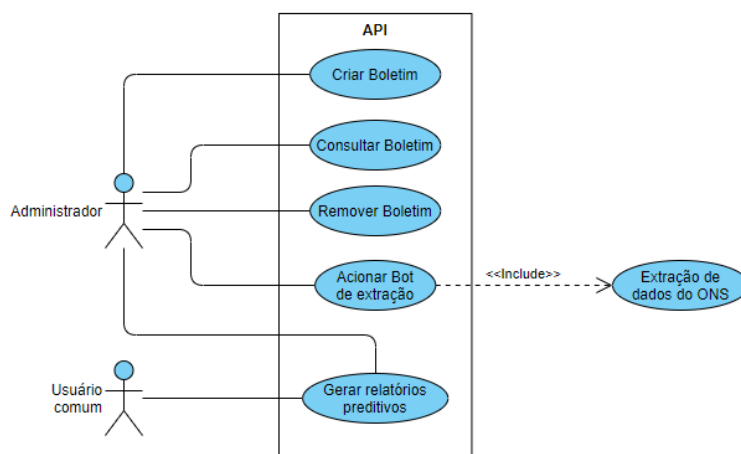 API
Criar Boletim
Consultar Boletim
Administrador
Remover Boletim
Acionar Bot
de extração
<<Include>>
Extração de
dados do ONS
Usuário
comum
Gerar relatórios
preditivos